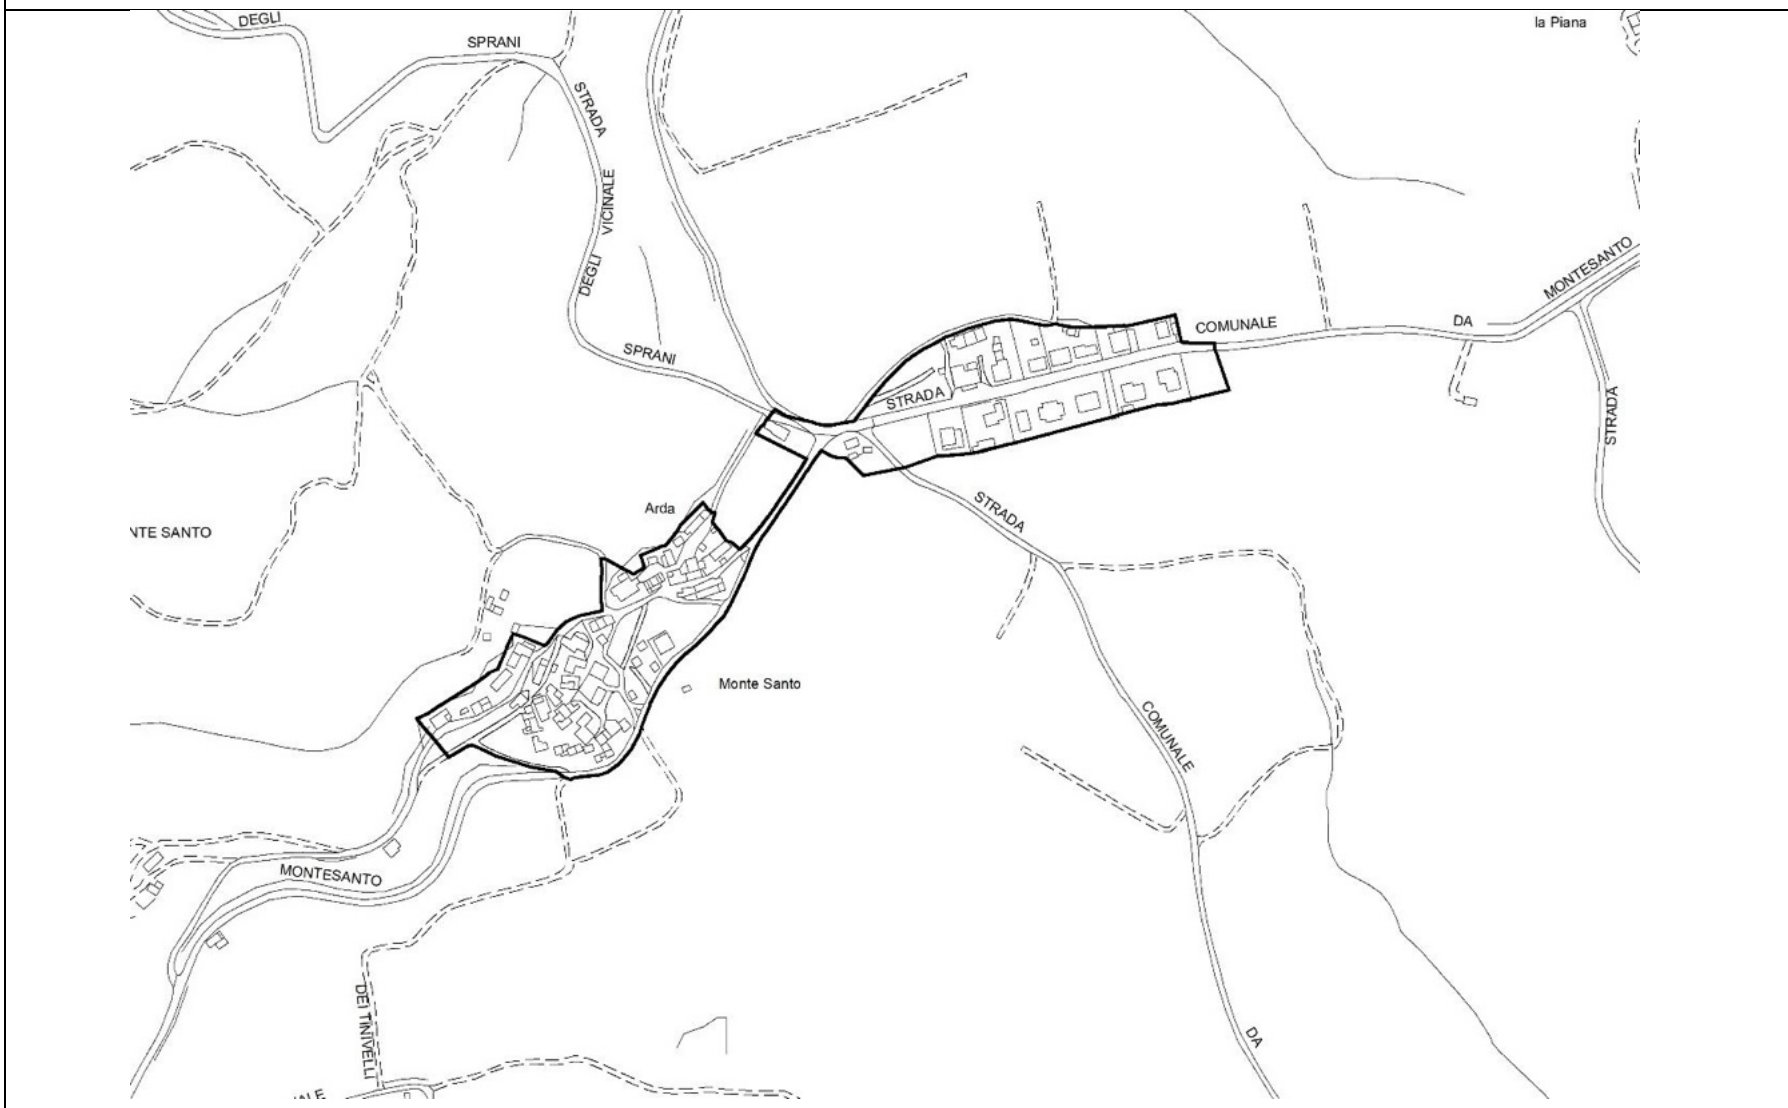 DEGLI
la Piana
SPRANI
STRADA
VICINALE
DEGLI
SPRANI
MONTESANTO
DA
COMUNALE
STRADA
STRADA
STRADA
Arda
NTE SANTO
Monte Santo
COMUNALE
MONTESANTO
DEI TINIVELLI
DA